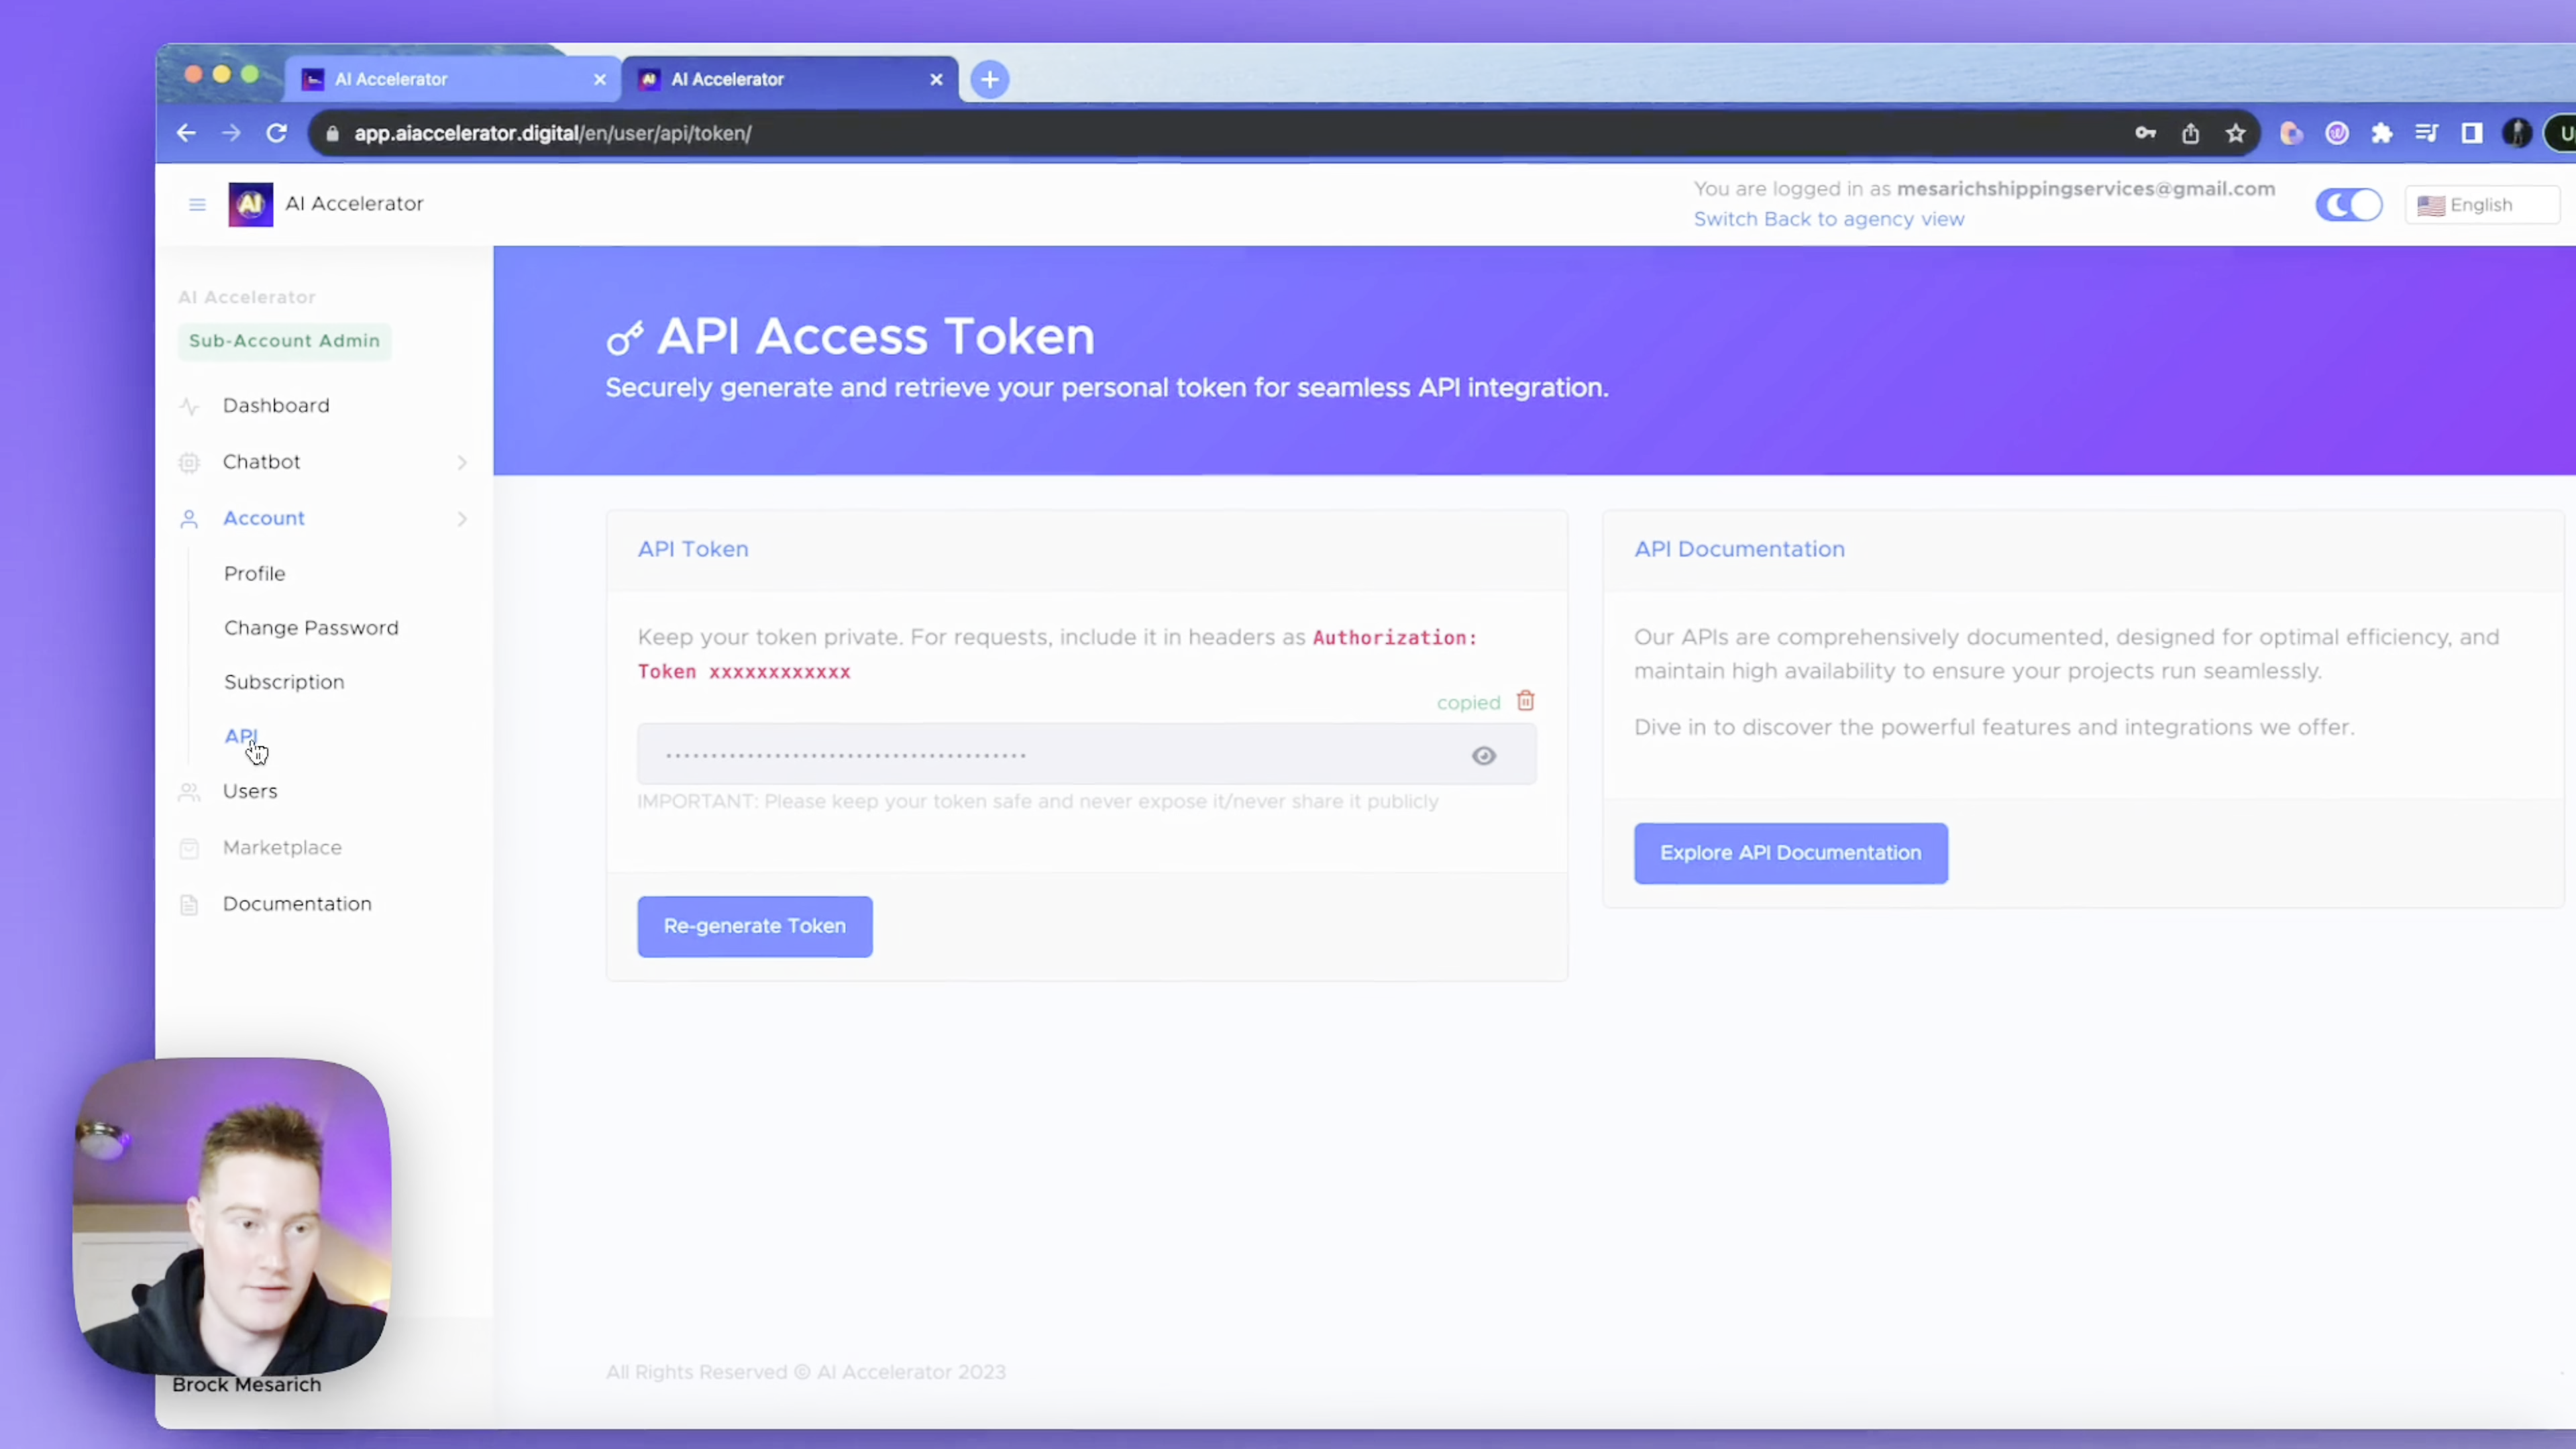 AI Accelerator
AI Accelerator
app.aiaccelerator.digital/en/user/api/token/
AI
AI Accelerator
You are logged in as mesarichshippingservices@gmail.com
Switch Back to agency view
English
AI Accelerator
Sub-Account Admin
Dashboard
Chatbot
Account
Profile
Change Password
Subscription
API
Users
Marketplace
Documentation
API Access Token
Securely generate and retrieve your personal token for seamless API integration.
API Token
Keep your token private. For requests, include it in headers as Authorization:
Token xxxxxxxxxxxx
copied
IMPORTANT: Please keep your token safe and never expose it/never share it publicly
Re-generate Token
API Documentation
Our APIs are comprehensively documented, designed for optimal efficiency, and
maintain high availability to ensure your projects run seamlessly.
Dive in to discover the powerful features and integrations we offer.
Explore API Documentation
All Rights Reserved © AI Accelerator 2023
Brock Mesarich